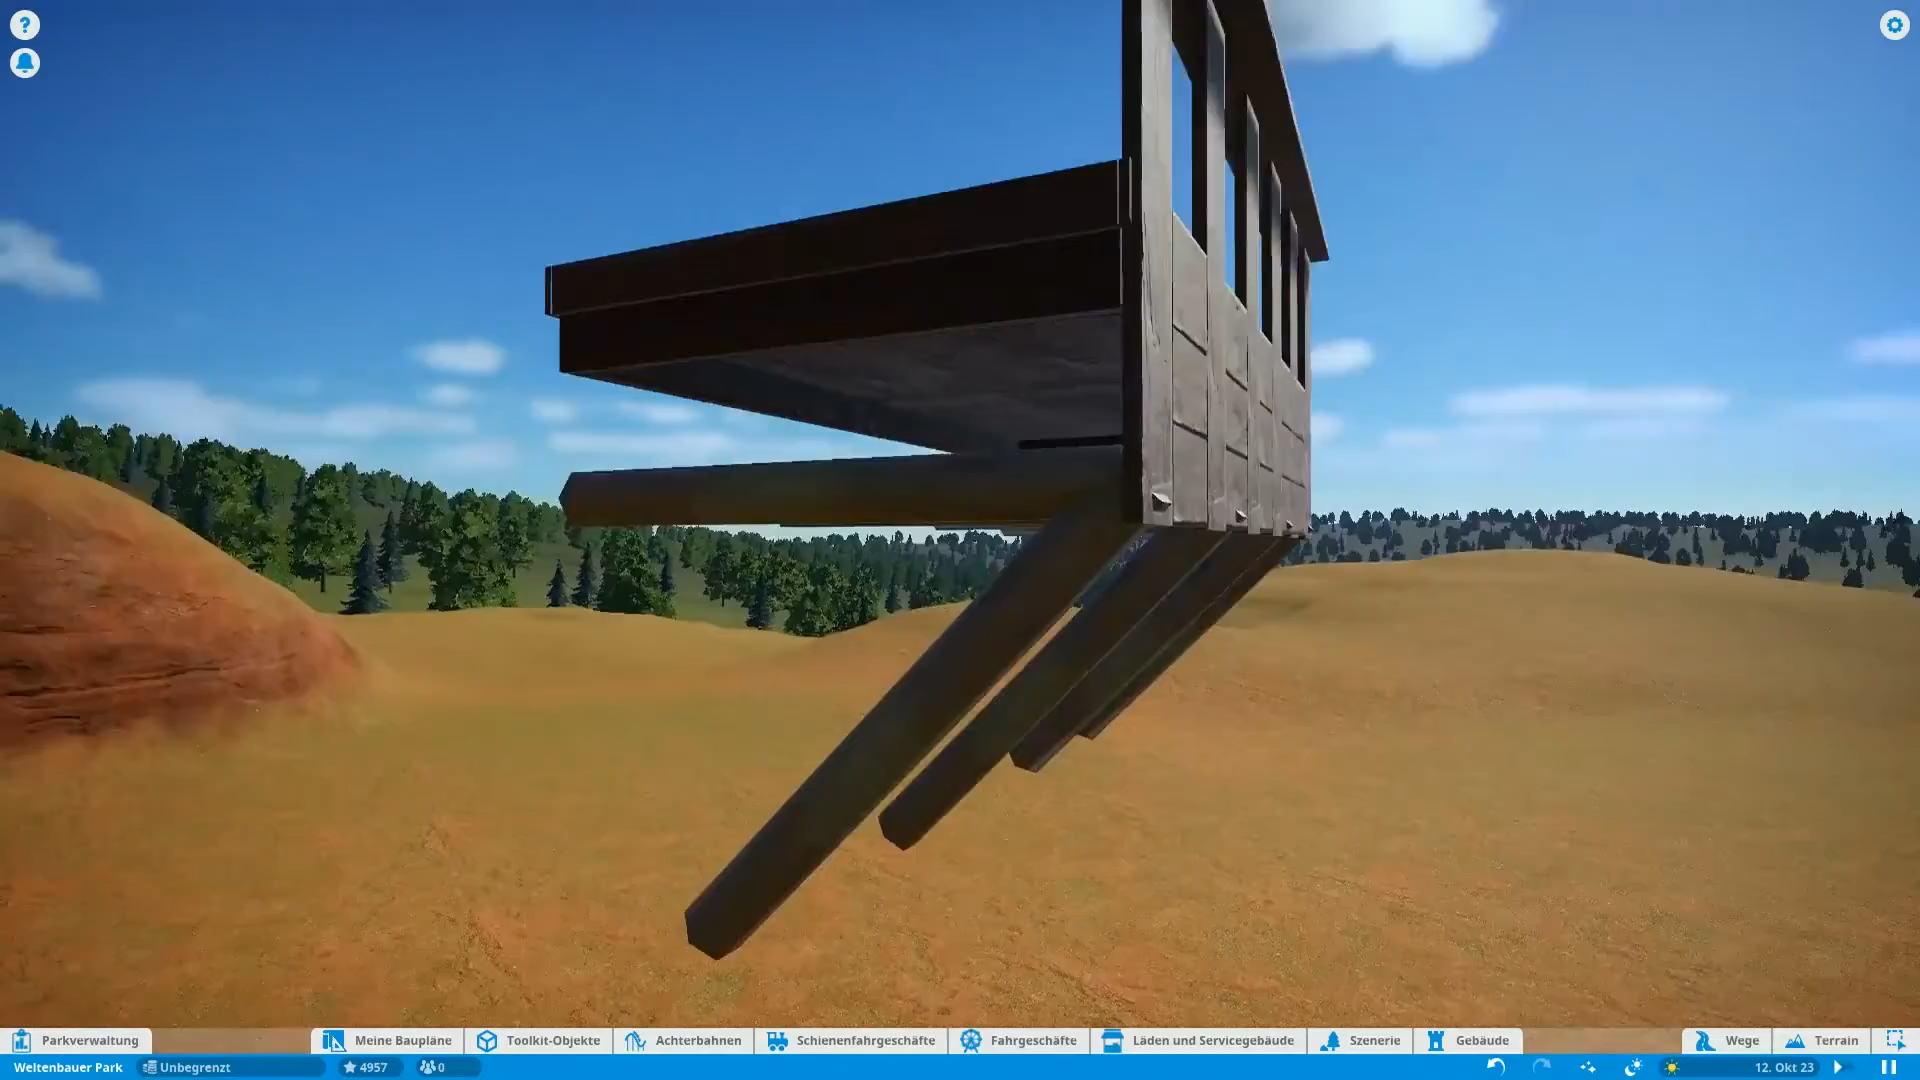 ?
Parkverwaltung
Meine Baupläne
Toolkit-Objekte
Achterbahnen
Schienenfahrgeschäfte
Fahrgeschäfte
Läden und Servicegebäude
Szenerie
Gebäude
Wege
Terrain
Weltenbauer Park
Unbegrenzt
4957
0
12. Okt 23